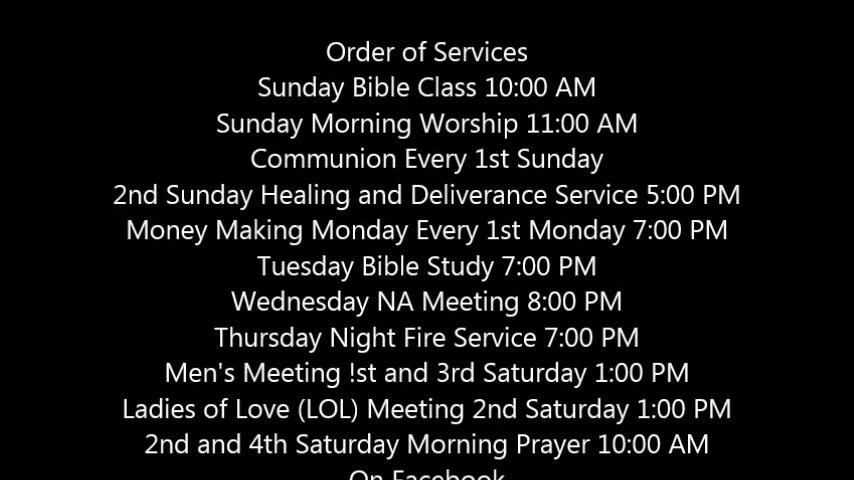 Order of Services
Sunday Bible Class 10:00 AM
Sunday Morning Worship 11:00 AM
Communion Every 1st Sunday
2nd Sunday Healing and Deliverance Service 5:00 PM
Money Making Monday Every 1st Monday 7:00 PM
Tuesday Bible Study 7:00 PM
Wednesday NA Meeting 8:00 PM
Thursday Night Fire Service 7:00 PM
Men's Meeting !st and 3rd Saturday 1:00 PM
Ladies of Love (LOL) Meeting 2nd Saturday 1:00 PM
2nd and 4th Saturday Morning Prayer 10:00 AM
On Facebook